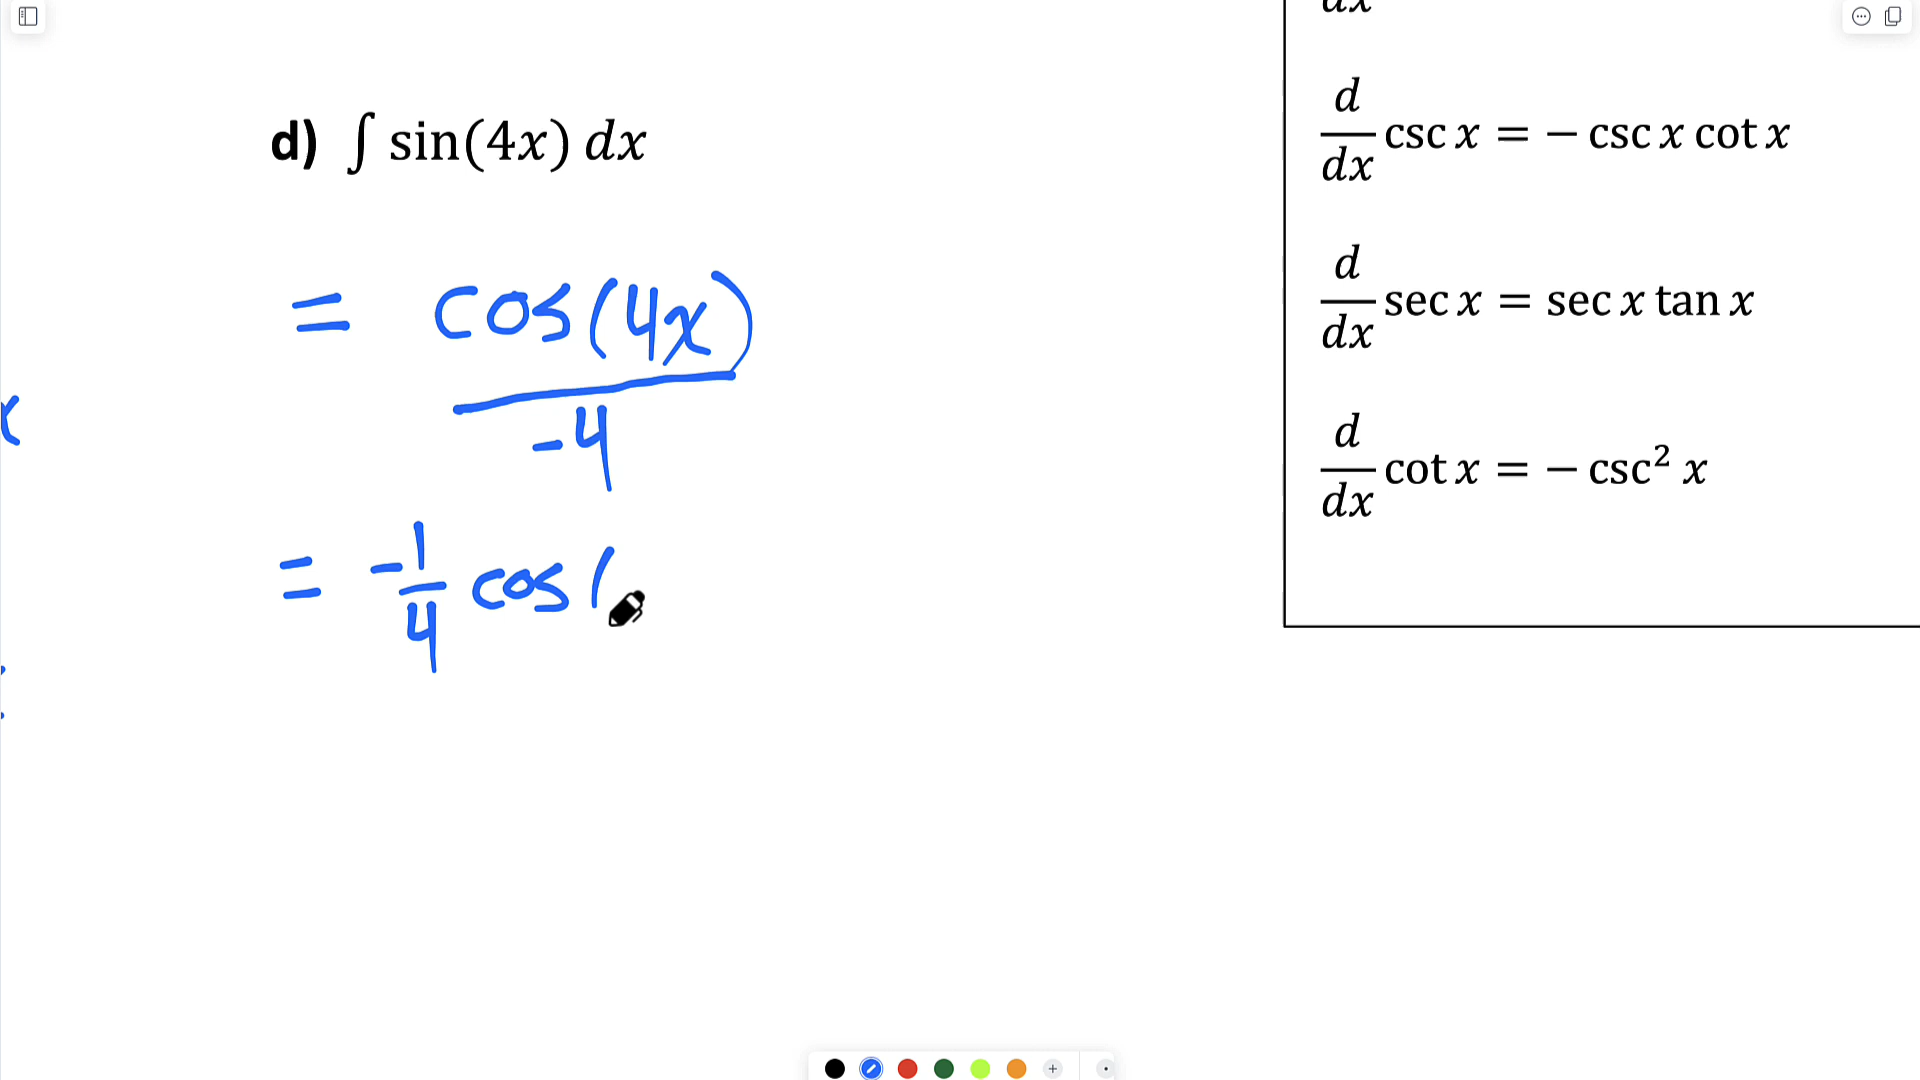 d) ∫ sin(4x) dx
= cos(4x) / -4
= -1/4 cos(
dx
d/dx csc x = − csc x cot x
d/dx sec x = sec x tan x
d/dx cot x = − csc² x